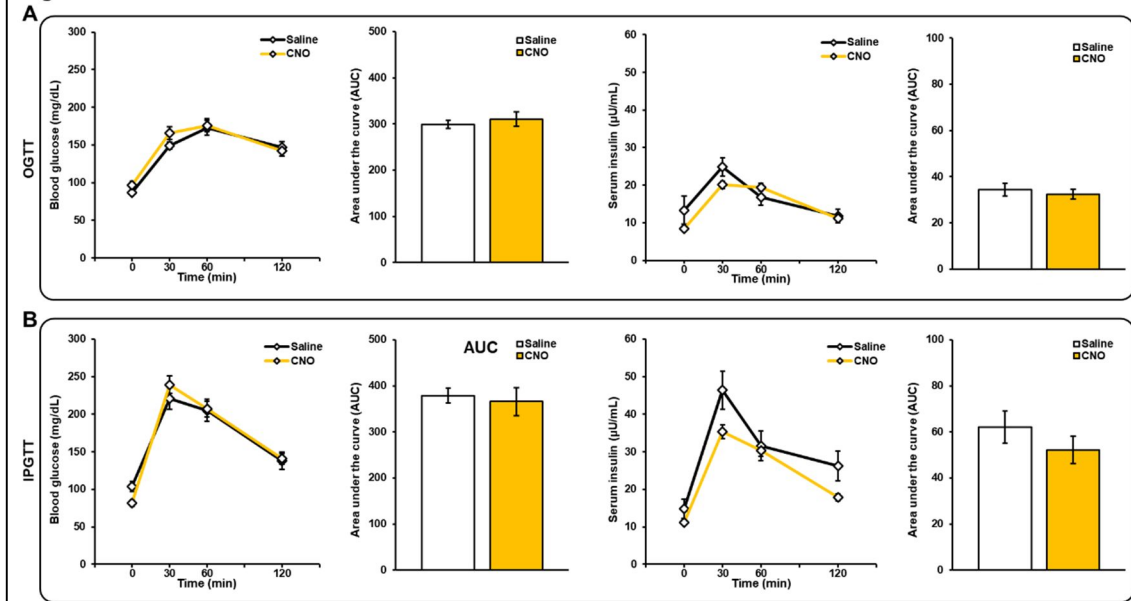 A
OGTT
Blood glucose (mg/dL)
300
250
200
150
100
50
0
0 30 60 120
Time (min)
Saline
CNO
Area under the curve (AUC)
500
400
300
200
100
0
Saline
CNO
Serum insulin (µU/mL)
60
50
40
30
20
10
0
0 30 60 120
Time (min)
Saline
CNO
Area under the curve (AUC)
100
80
60
40
20
0
Saline
CNO
B
IPGTT
Blood glucose (mg/dL)
300
250
200
150
100
50
0
0 30 60 120
Time (min)
Saline
CNO
Area under the curve (AUC)
500
400
300
200
100
0
AUC
Saline
CNO
Serum insulin (µU/mL)
60
50
40
30
20
10
0
0 30 60 120
Time (min)
Saline
CNO
Area under the curve (AUC)
100
80
60
40
20
0
Saline
CNO